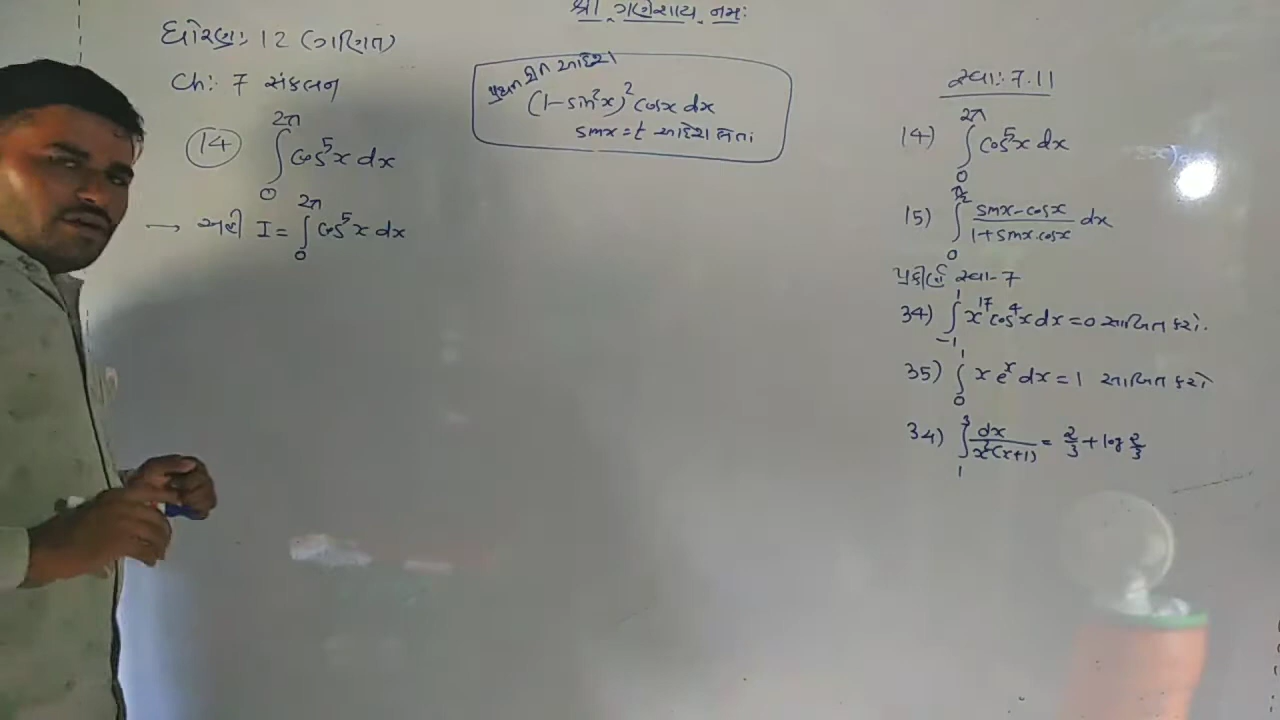 શ્રી ગણેશાય નમઃ
ધોરણઃ 12 (ગણિત)
Ch: 7 સંકલન
(14) ∫₀^2π cos⁵x dx
→ અહીં I = ∫₀^2π cos⁵x dx
આદેશ
(1-sin²x)² cosx dx
sinx = t આદેશ લેતાં
સ્વા: 7.11
14) ∫₀^2π cos⁵x dx
15) ∫₀^π/2 (sinx-cosx)/(1+sinx.cosx) dx
પ્રકીર્ણ સ્વા-7
34) ∫₋₁^1 x¹⁷cos⁴x dx = 0 સાબિત કરો.
35) ∫₀^1 x eˣ dx = 1 સાબિત કરો
34) ∫₁^3 dx/x²(x+1) = 2/3 + log 2/3